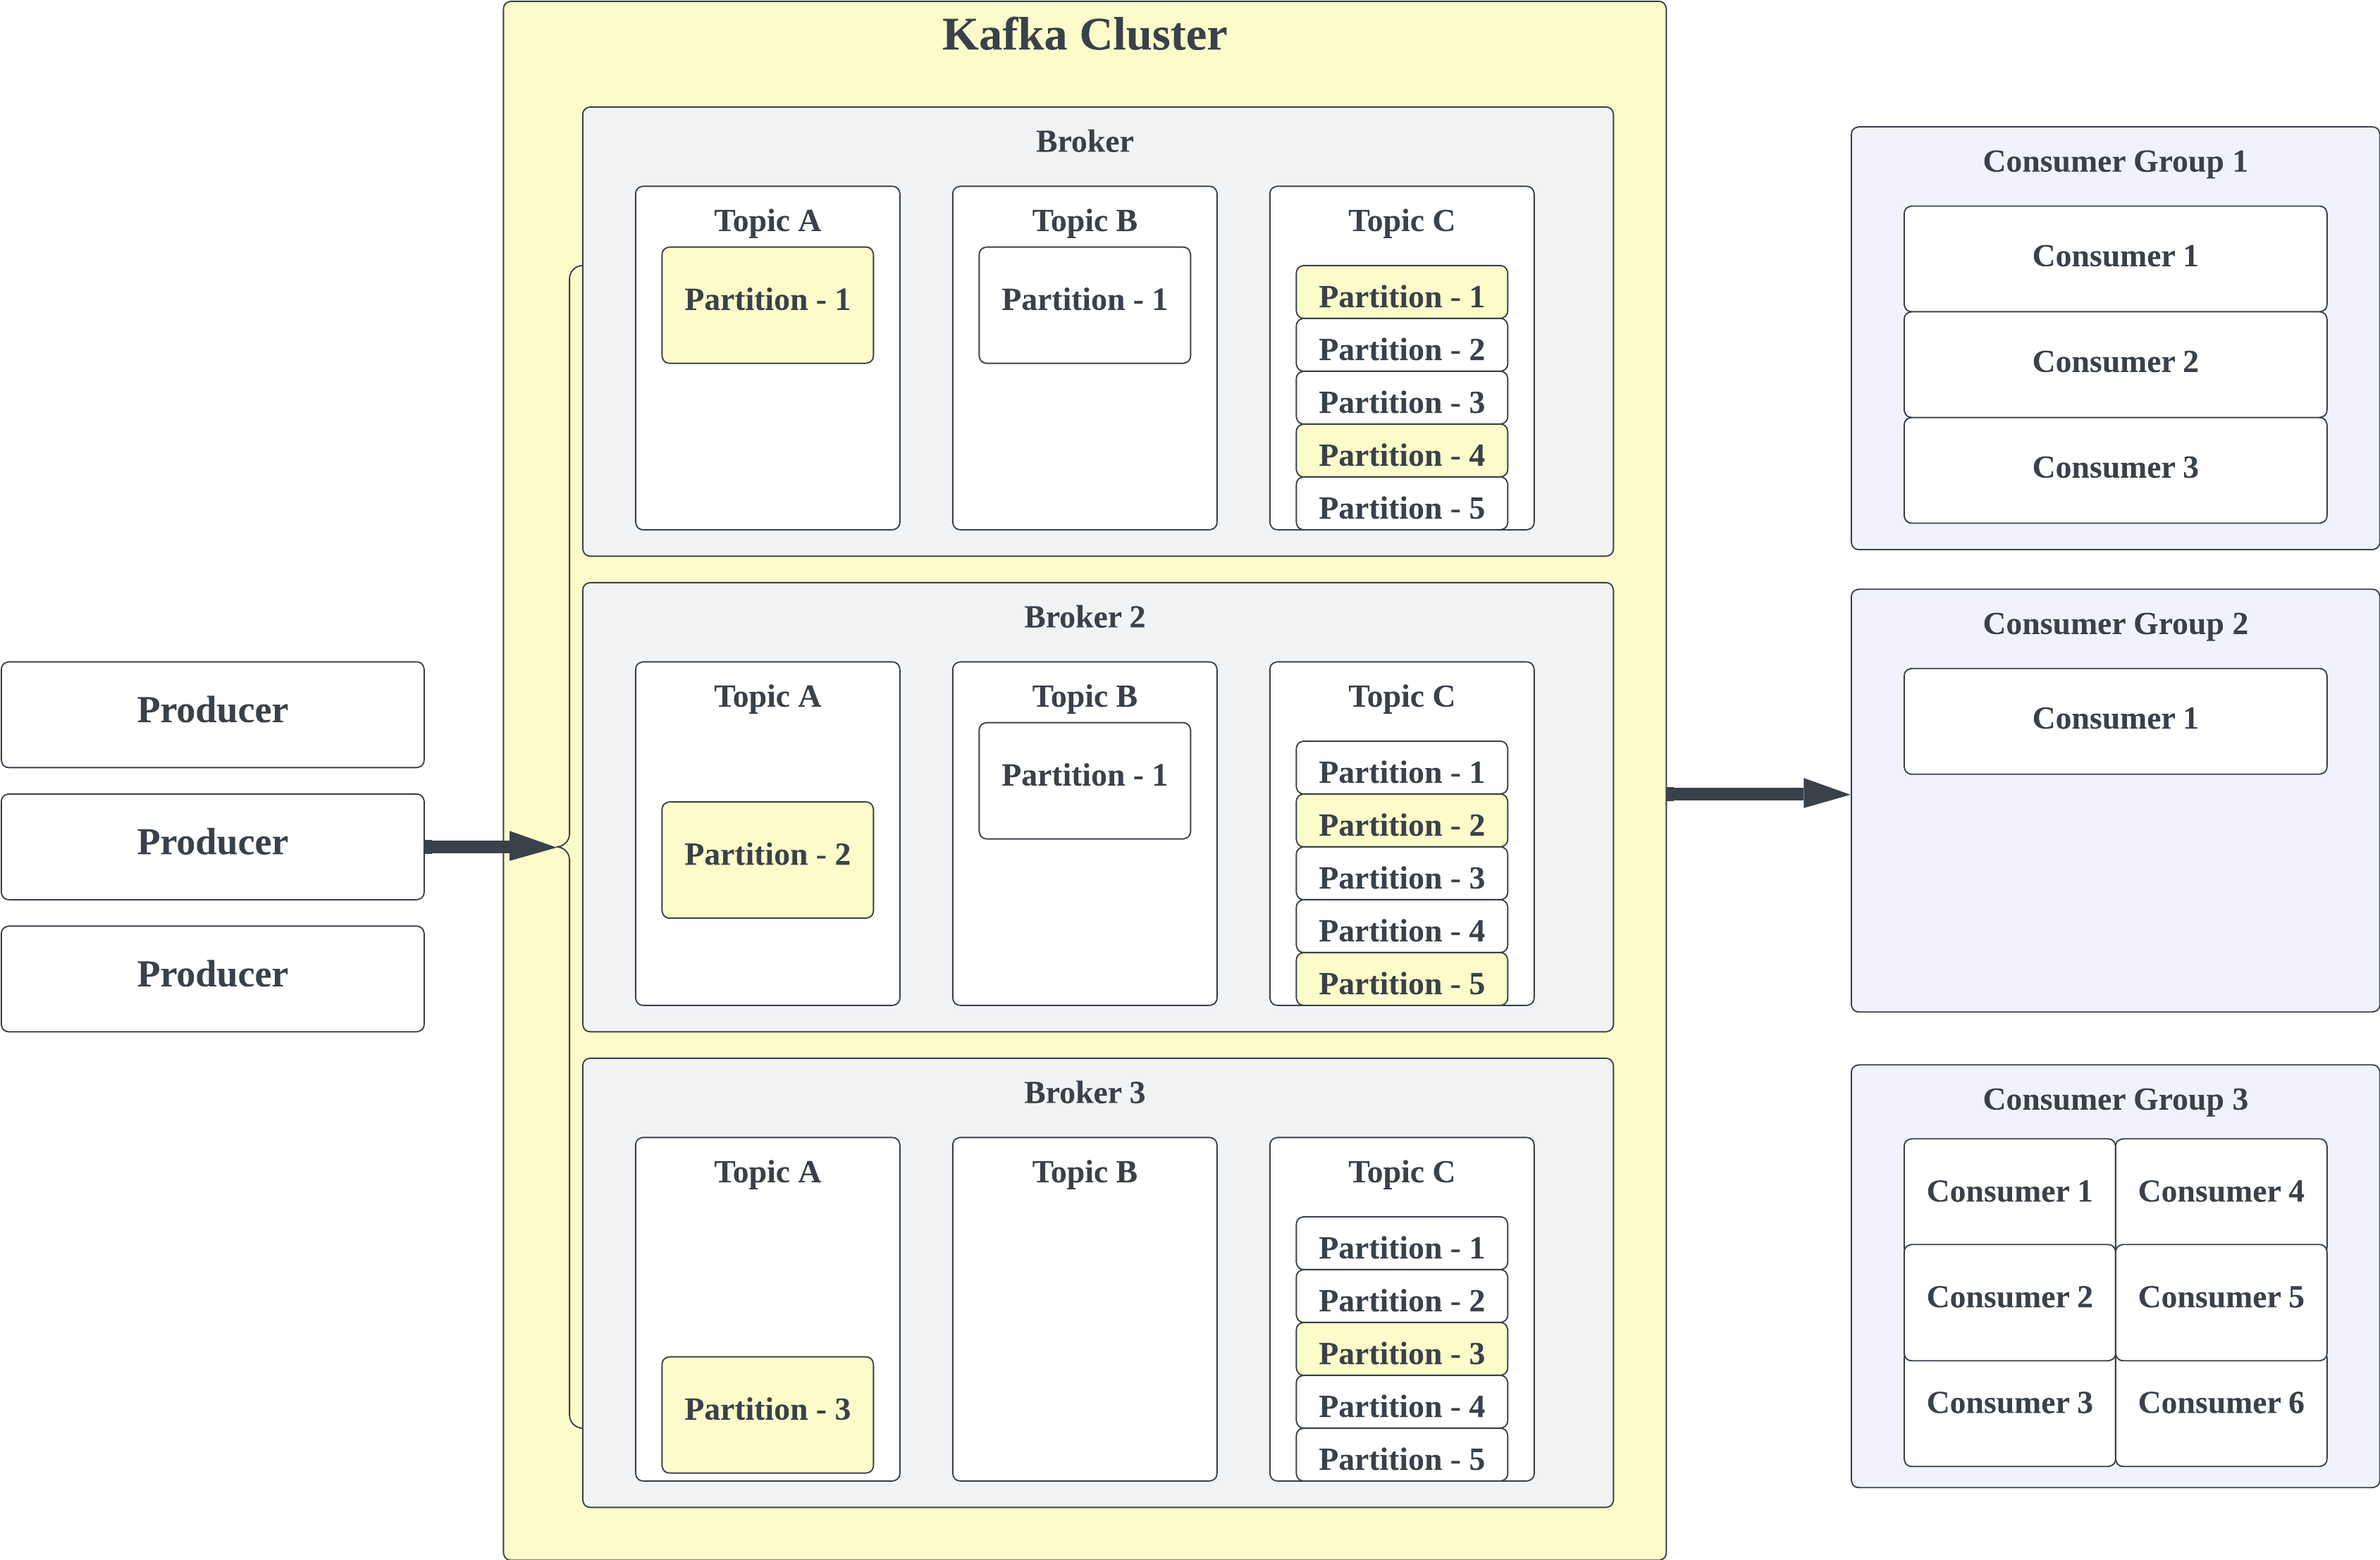 Kafka Cluster
Broker
Topic A
Partition - 1
Topic B
Partition - 1
Topic C
Partition - 1
Partition - 2
Partition - 3
Partition - 4
Partition - 5
Broker 2
Topic A
Partition - 2
Topic B
Partition - 1
Topic C
Partition - 1
Partition - 2
Partition - 3
Partition - 4
Partition - 5
Broker 3
Topic A
Partition - 3
Topic B
Topic C
Partition - 1
Partition - 2
Partition - 3
Partition - 4
Partition - 5
Producer
Producer
Producer
Consumer Group 1
Consumer 1
Consumer 2
Consumer 3
Consumer Group 2
Consumer 1
Consumer Group 3
Consumer 1
Consumer 4
Consumer 2
Consumer 5
Consumer 3
Consumer 6